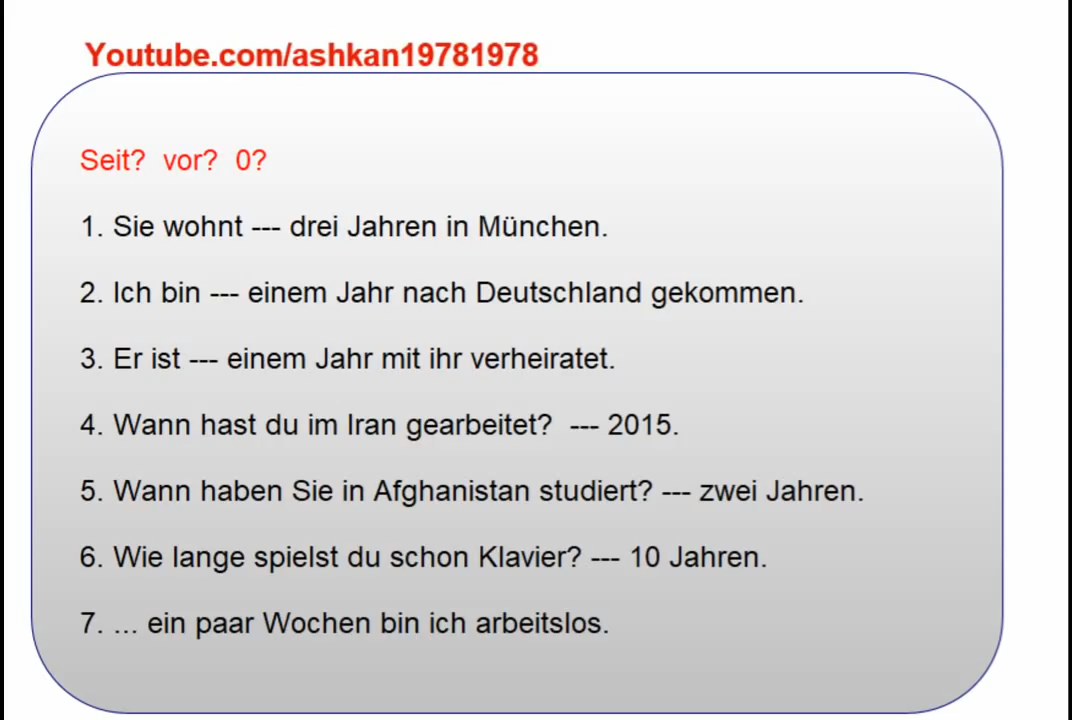 Youtube.com/ashkan19781978
Seit? vor? 0?
1. Sie wohnt --- drei Jahren in München.
2. Ich bin --- einem Jahr nach Deutschland gekommen.
3. Er ist --- einem Jahr mit ihr verheiratet.
4. Wann hast du im Iran gearbeitet? --- 2015.
5. Wann haben Sie in Afghanistan studiert? --- zwei Jahren.
6. Wie lange spielst du schon Klavier? --- 10 Jahren.
7. ... ein paar Wochen bin ich arbeitslos.